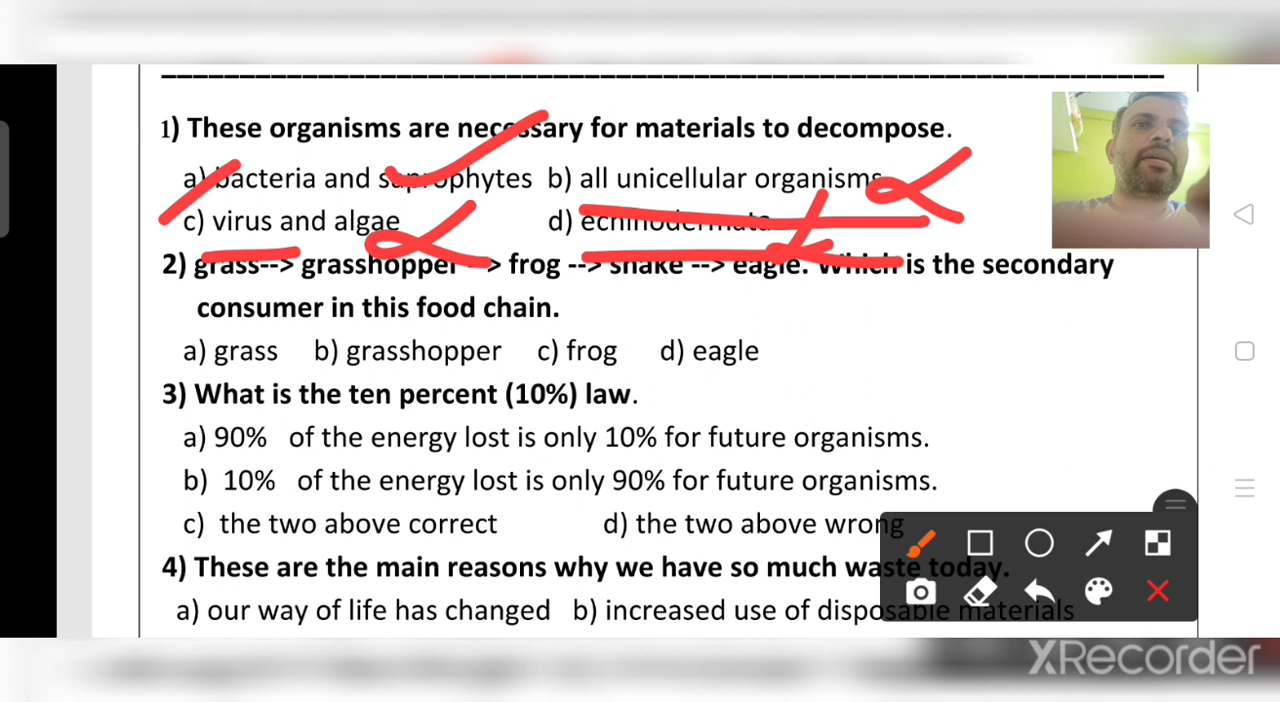 1) These organisms are necessary for materials to decompose.
a) bacteria and saprophytes b) all unicellular organisms
c) virus and algae d) echinodermata
2) grass--> grasshopper --> frog --> snake --> eagle. Which is the secondary
consumer in this food chain.
a) grass b) grasshopper c) frog d) eagle
3) What is the ten percent (10%) law.
a) 90% of the energy lost is only 10% for future organisms.
b) 10% of the energy lost is only 90% for future organisms.
c) the two above correct d) the two above wrong
4) These are the main reasons why we have so much waste today.
a) our way of life has changed b) increased use of disposable materials
XRecorder